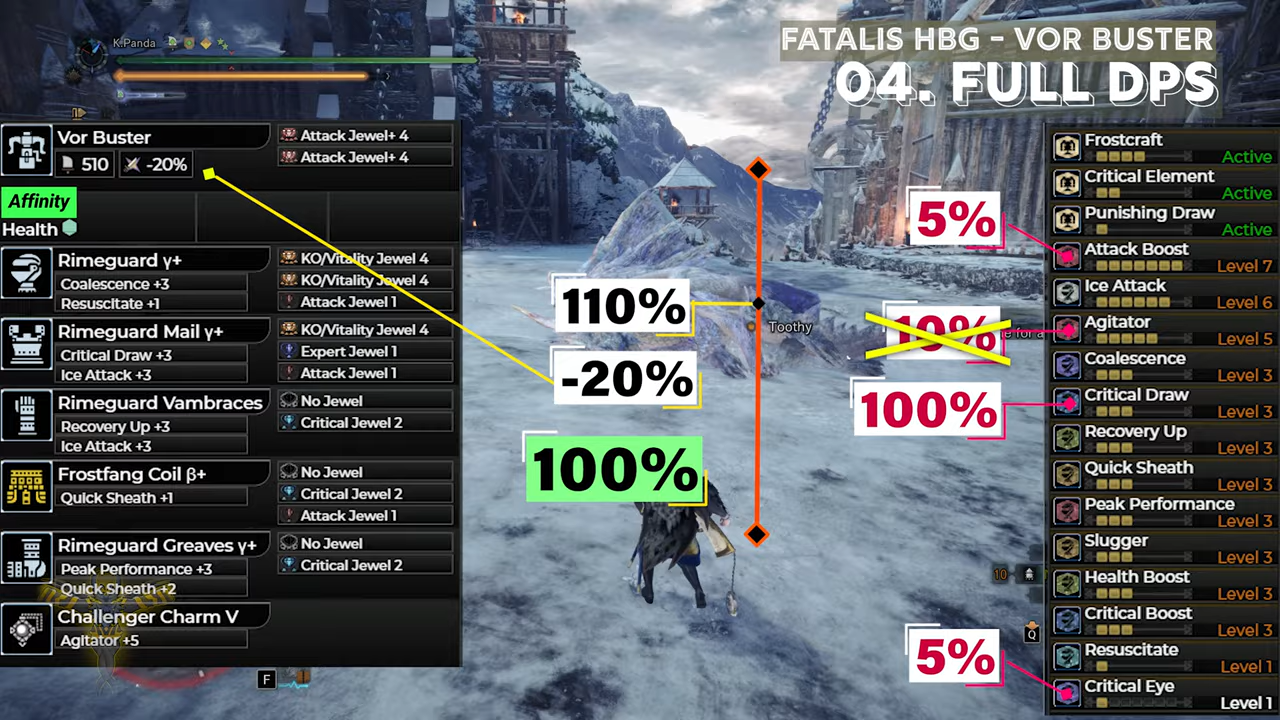 K.Panda
FATALIS HBG - VOR BUSTER
04. FULL DPS
Vor Buster
510
-20%
Attack Jewel+ 4
Attack Jewel+ 4
Affinity
Health
Rimeguard γ+
Coalescence +3
Resuscitate +1
KO/Vitality Jewel 4
KO/Vitality Jewel 4
Attack Jewel 1
Rimeguard Mail γ+
Critical Draw +3
Ice Attack +3
KO/Vitality Jewel 4
Expert Jewel 1
Attack Jewel 1
Rimeguard Vambraces
Recovery Up +3
Ice Attack +3
No Jewel
Critical Jewel 2
Frostfang Coil β+
Quick Sheath +1
No Jewel
Critical Jewel 2
Attack Jewel 1
Rimeguard Greaves γ+
Peak Performance +3
Quick Sheath +2
No Jewel
Critical Jewel 2
Challenger Charm V
Agitator +5
F
110%
-20%
100%
Toothy
5%
10%
e for a
100%
5%
10
Q
Frostcraft
Active
Critical Element
Active
Punishing Draw
Active
Attack Boost
Level 7
Ice Attack
Level 6
Agitator
Level 5
Coalescence
Level 3
Critical Draw
Level 3
Recovery Up
Level 3
Quick Sheath
Level 3
Peak Performance
Level 3
Slugger
Level 3
Health Boost
Level 3
Critical Boost
Level 3
Resuscitate
Level 1
Critical Eye
Level 1